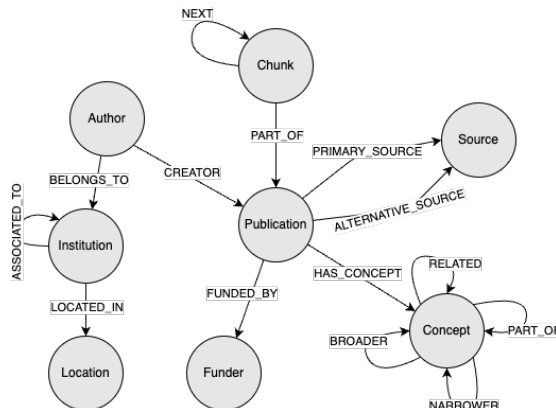 NEXT
Chunk
Author
PART_OF
PRIMARY_SOURCE
Source
BELONGS_TO
CREATOR
ALTERNATIVE_SOURCE
ASSOCIATED_TO
Institution
Publication
HAS_CONCEPT
RELATED
FUNDED_BY
LOCATED_IN
PART_OF
BROADER
Concept
Location
Funder
NARROWER